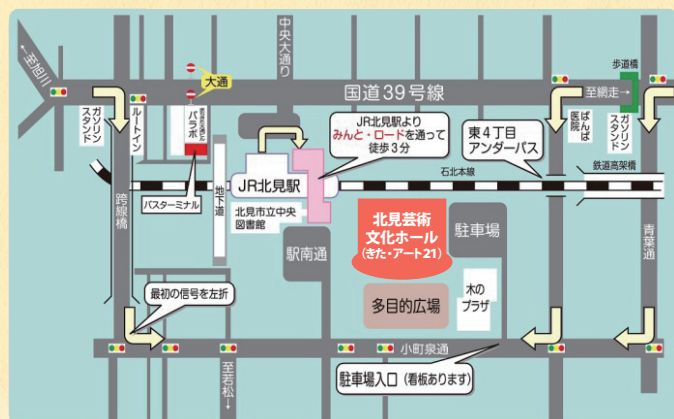 ←至旭川
ガソリン
スタンド
ルートイン
大通
中央大通り
国道39号線
歩道橋
至網走→
パラボ
ばんば
医院
ガソリン
スタンド
JR北見駅より
みんと・ロードを通って
徒歩3分
東4丁目
アンダーパス
跨線橋
バスターミナル
地下道
JR北見駅
石北本線
鉄道高架橋
北見市立中央
図書館
駅南通
北見芸術
文化ホール
(きた・アート21)
駐車場
青葉通
最初の信号を左折
多目的広場
木の
プラザ
小町泉通
至若松→
駐車場入口(看板あります)